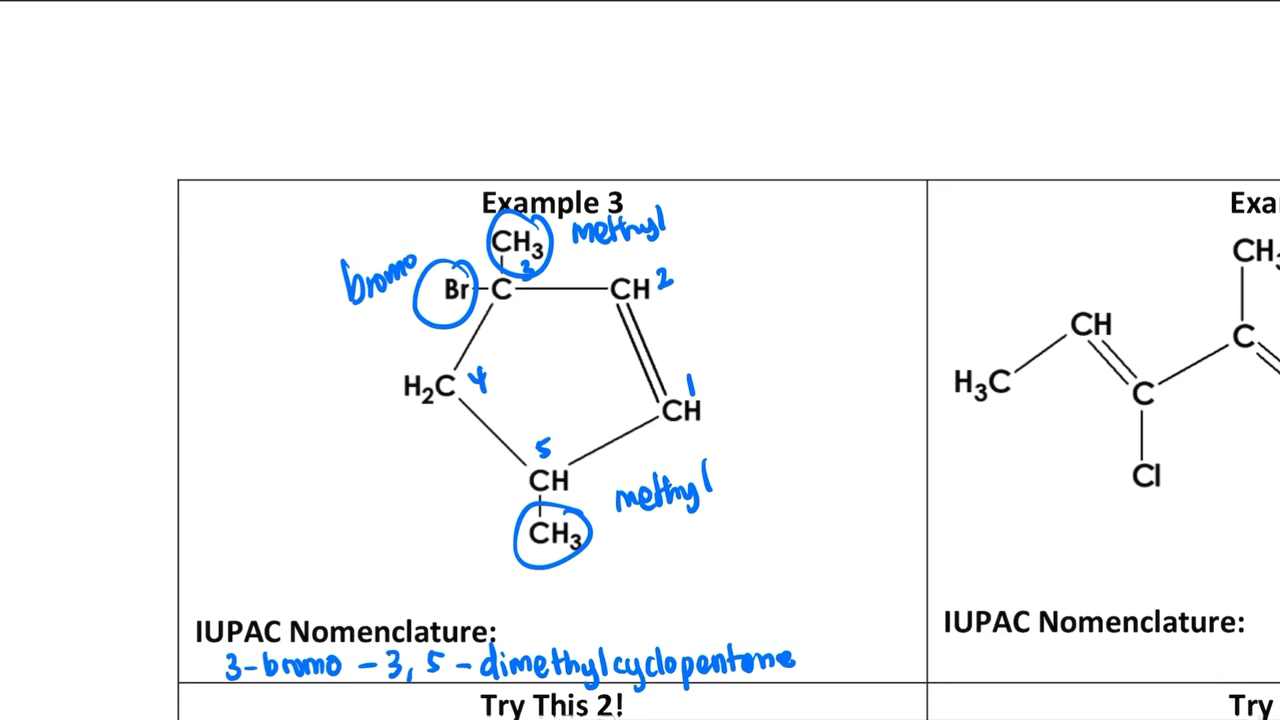 Example 3
CH3 methyl
bromo Br C 3 CH 2
H2C 4
1
CH
5
CH methyl
CH3
IUPAC Nomenclature:
3-bromo - 3, 5 - dimethylcyclopentene
Try This 2!
Exa
CH3
CH
C
H3C
C
Cl
IUPAC Nomenclature:
Try